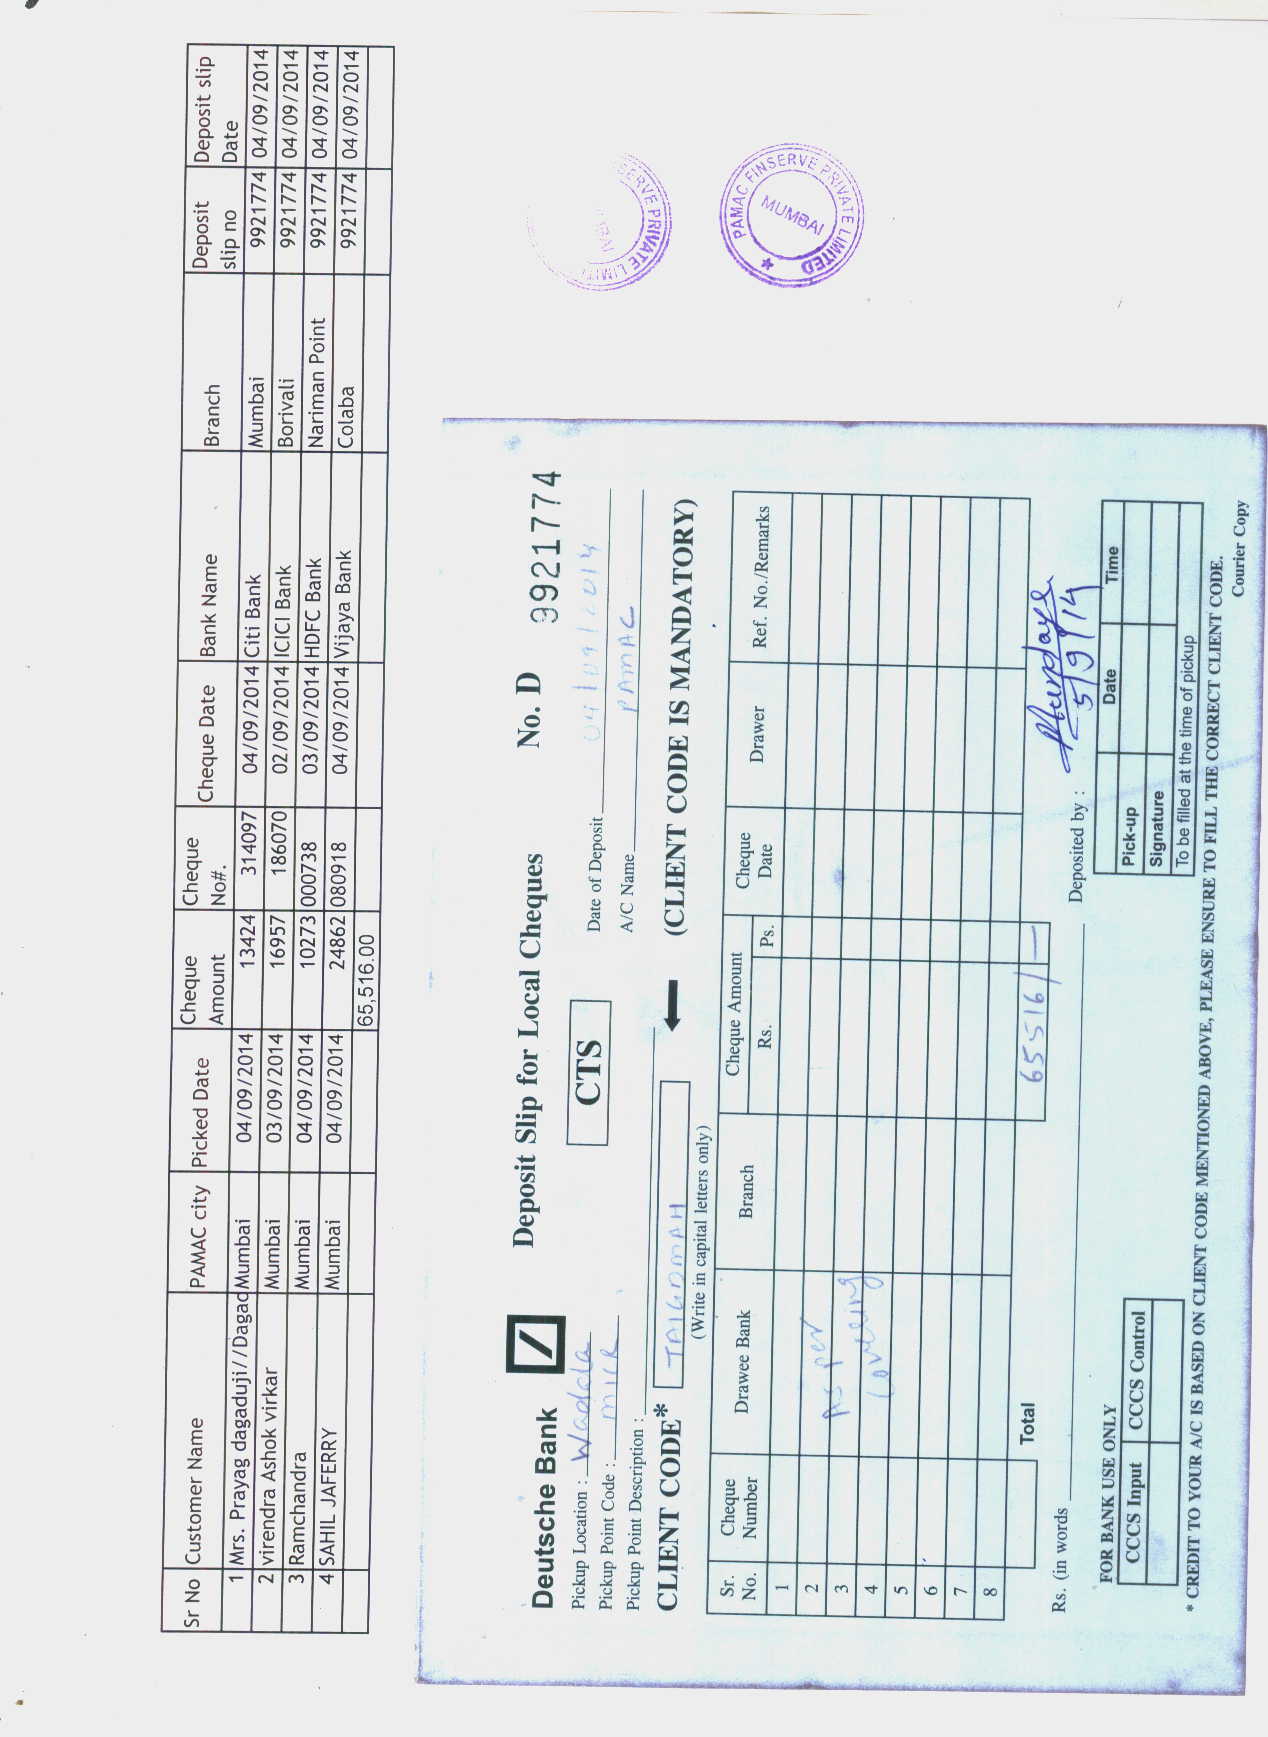 Sr No Customer Name PAMAC city Picked Date Cheque Amount Cheque No#. Cheque Date Bank Name Branch Deposit slip no Deposit slip Date
1 Mrs. Prayag dagaduji//Dagad Mumbai 04/09/2014 13424 314097 04/09/2014 Citi Bank Mumbai 9921774 04/09/2014
2 virendra Ashok virkar Mumbai 03/09/2014 16957 186070 02/09/2014 ICICI Bank Borivali 9921774 04/09/2014
3 Ramchandra Mumbai 04/09/2014 10273 000738 03/09/2014 HDFC Bank Nariman Point 9921774 04/09/2014
4 SAHIL JAFERRY Mumbai 04/09/2014 24862 080918 04/09/2014 Vijaya Bank Colaba 9921774 04/09/2014
65,516.00
SERVE PRIVATE LIMIT
PAMAC FINSERVE PRIVATE LIMITED
MUMBAI
Deutsche Bank Deposit Slip for Local Cheques No. D 9921774
Pickup Location : Wadala CTS Date of Deposit 04/09/2014
Pickup Point Code : MICR A/C Name PAMAC
Pickup Point Description :
CLIENT CODE* (CLIENT CODE IS MANDATORY)
(Write in capital letters only)
Sr. No. Cheque Number Drawee Bank Branch Cheque Amount Rs. Ps. Cheque Date Drawer Ref. No./Remarks
1
2 As per
3
4 Covering
5
6
7
8
Total 65516/-
Rs. (in words Deposited by :
5/9/14
FOR BANK USE ONLY
CCCS Input CCCS Control
Date Time
Pick-up
Signature
To be filled at the time of pickup
* CREDIT TO YOUR A/C IS BASED ON CLIENT CODE MENTIONED ABOVE, PLEASE ENSURE TO FILL THE CORRECT CLIENT CODE.
Courier Copy